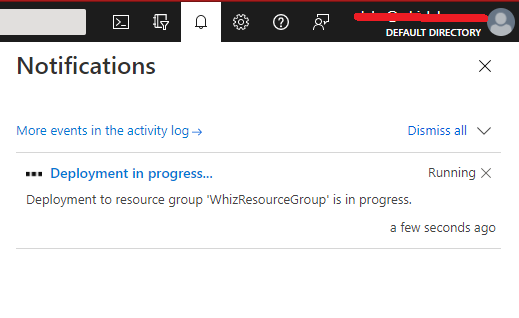 DEFAULT DIRECTORY
Notifications
More events in the activity log
Dismiss all
Deployment in progress...
Running
Deployment to resource group 'WhizResourceGroup' is in progress.
a few seconds ago